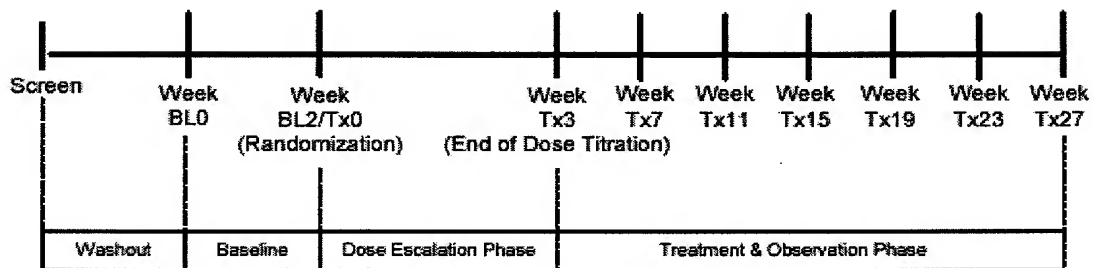 Screen
Week BL0
Week BL2/Tx0 (Randomization)
Week Tx3 (End of Dose Titration)
Week Tx7
Week Tx11
Week Tx15
Week Tx19
Week Tx23
Week Tx27
Washout
Baseline
Dose Escalation Phase
Treatment & Observation Phase